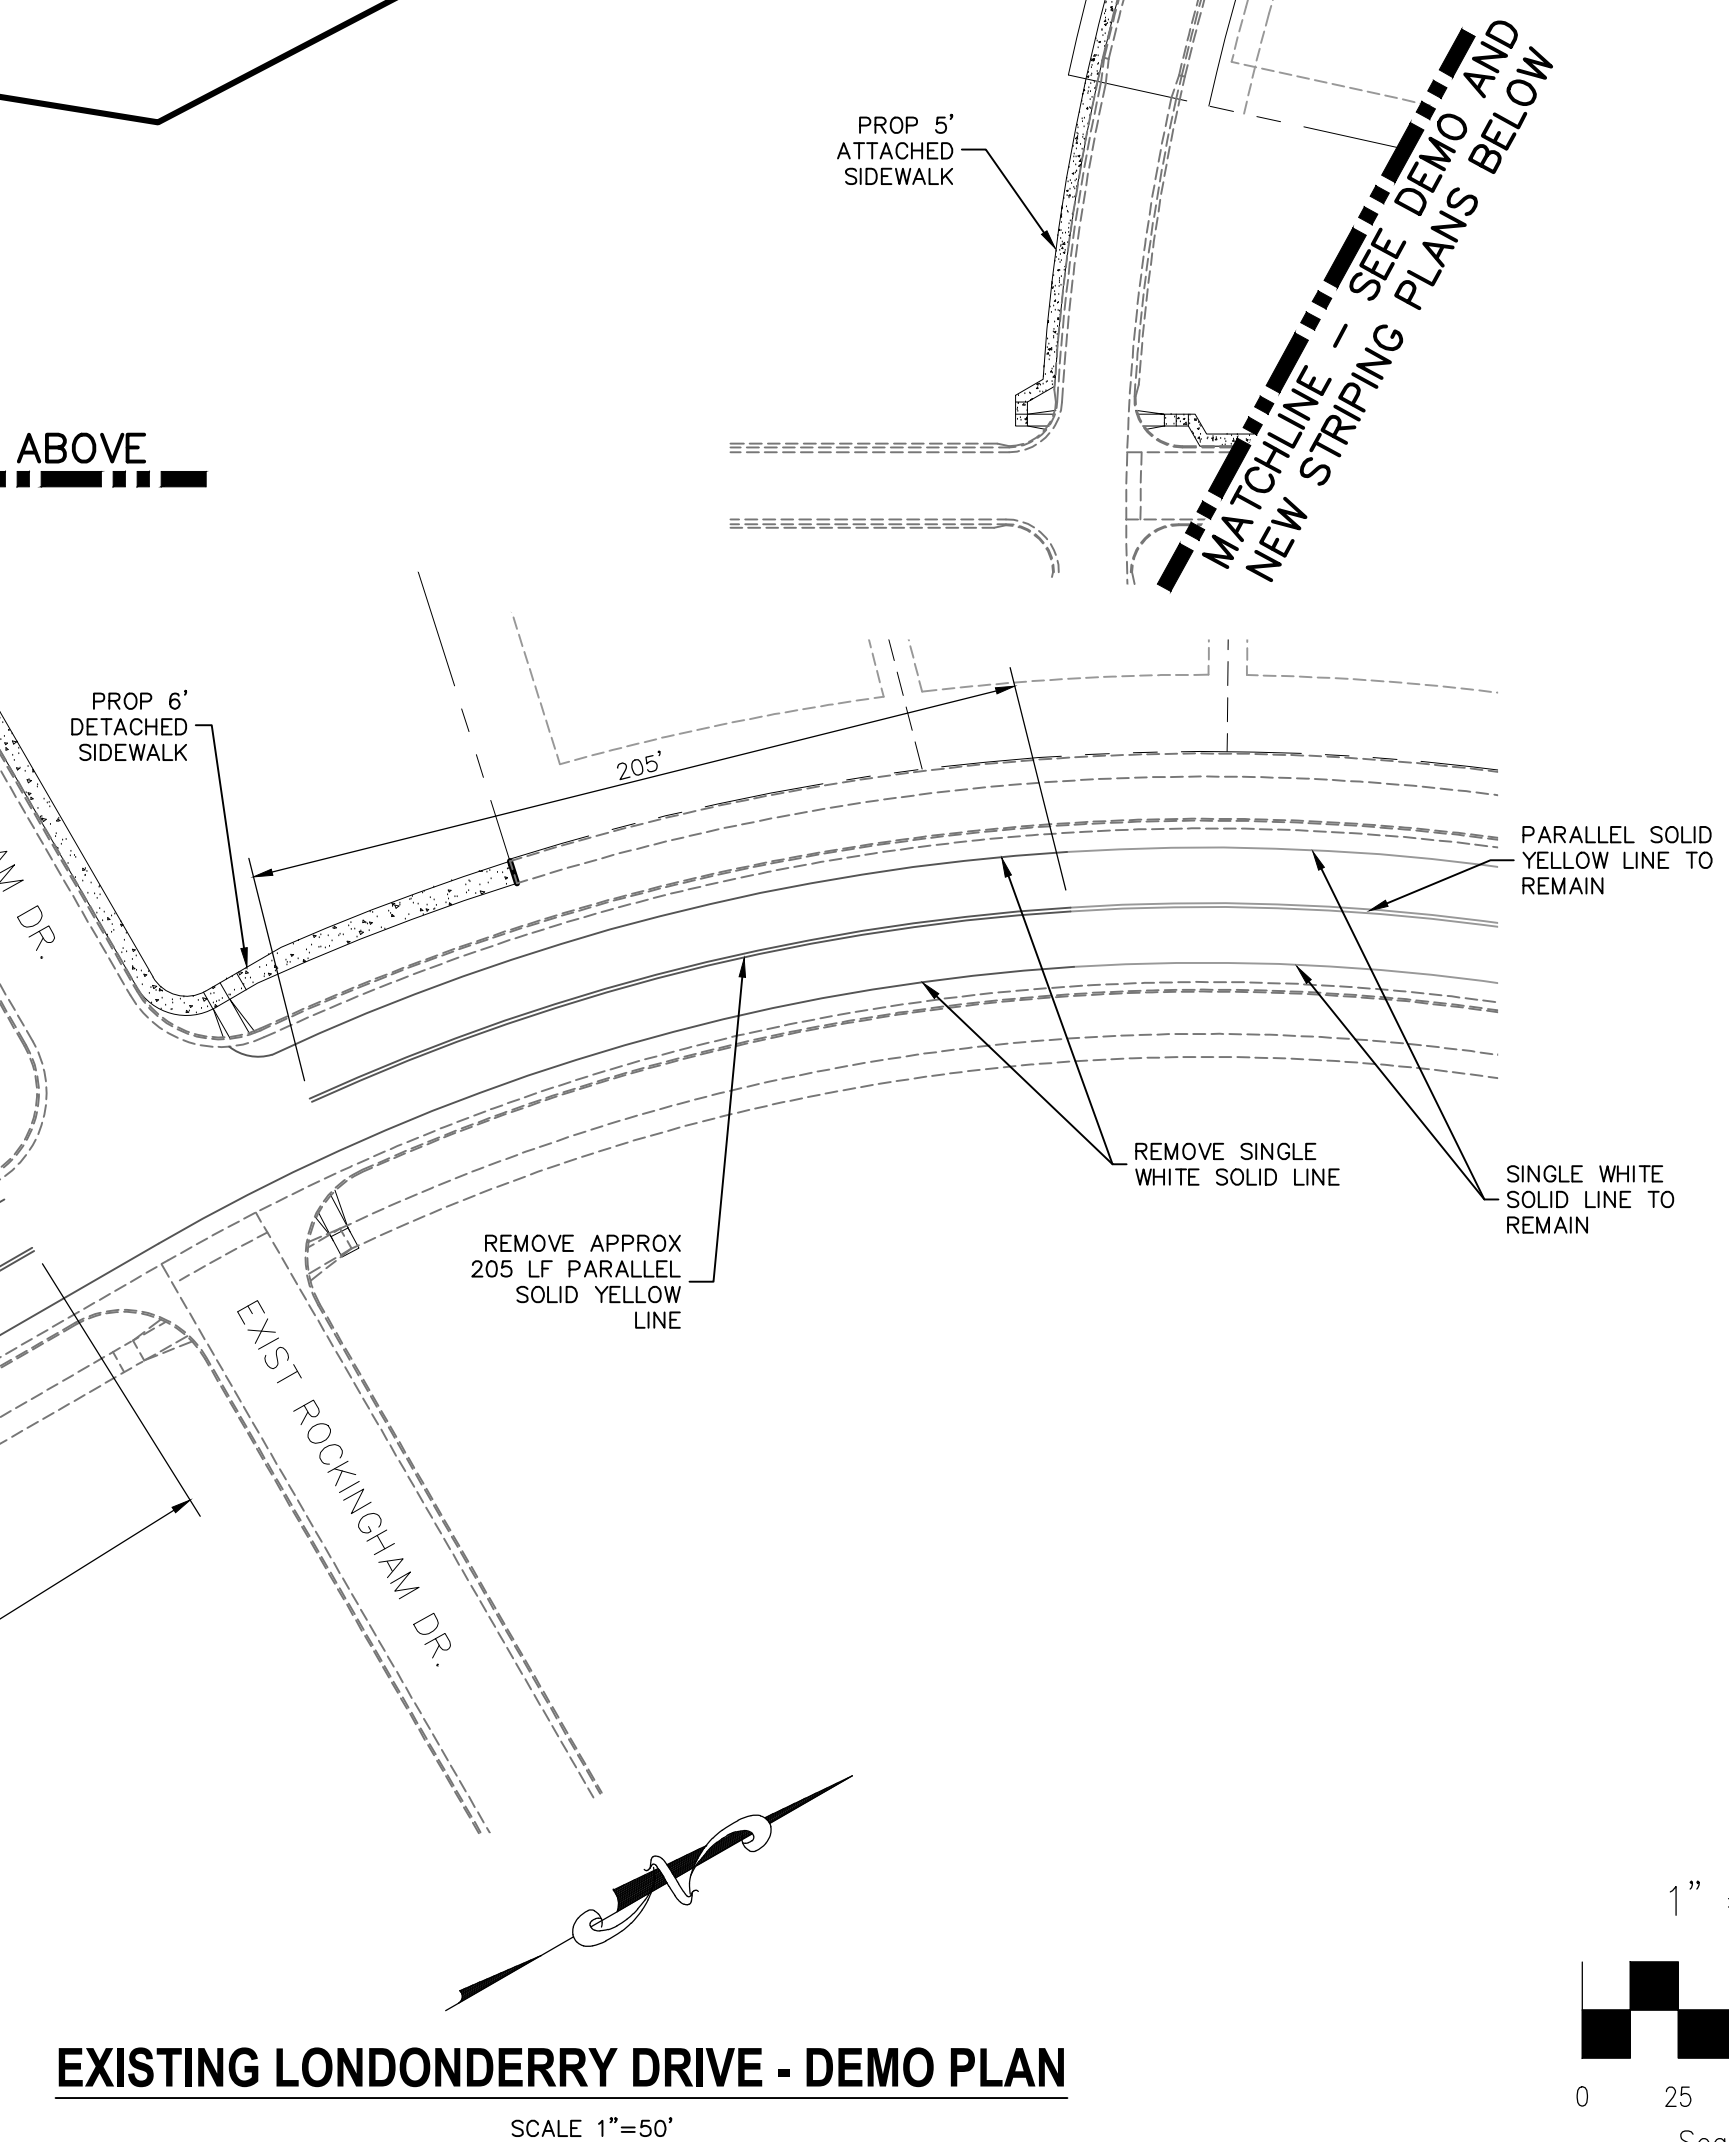 PROP 5'
ATTACHED
SIDEWALK
MATCHLINE – SEE DEMO AND
NEW STRIPING PLANS BELOW
ABOVE
PROP 6'
DETACHED
SIDEWALK
205'
PARALLEL SOLID
YELLOW LINE TO
REMAIN
DR.
REMOVE SINGLE
WHITE SOLID LINE
SINGLE WHITE
SOLID LINE TO
REMAIN
REMOVE APPROX
205 LF PARALLEL
SOLID YELLOW
LINE
EXIST ROCKINGHAM DR.
N
1"
0 25
EXISTING LONDONDERRY DRIVE - DEMO PLAN
SCALE 1"=50'